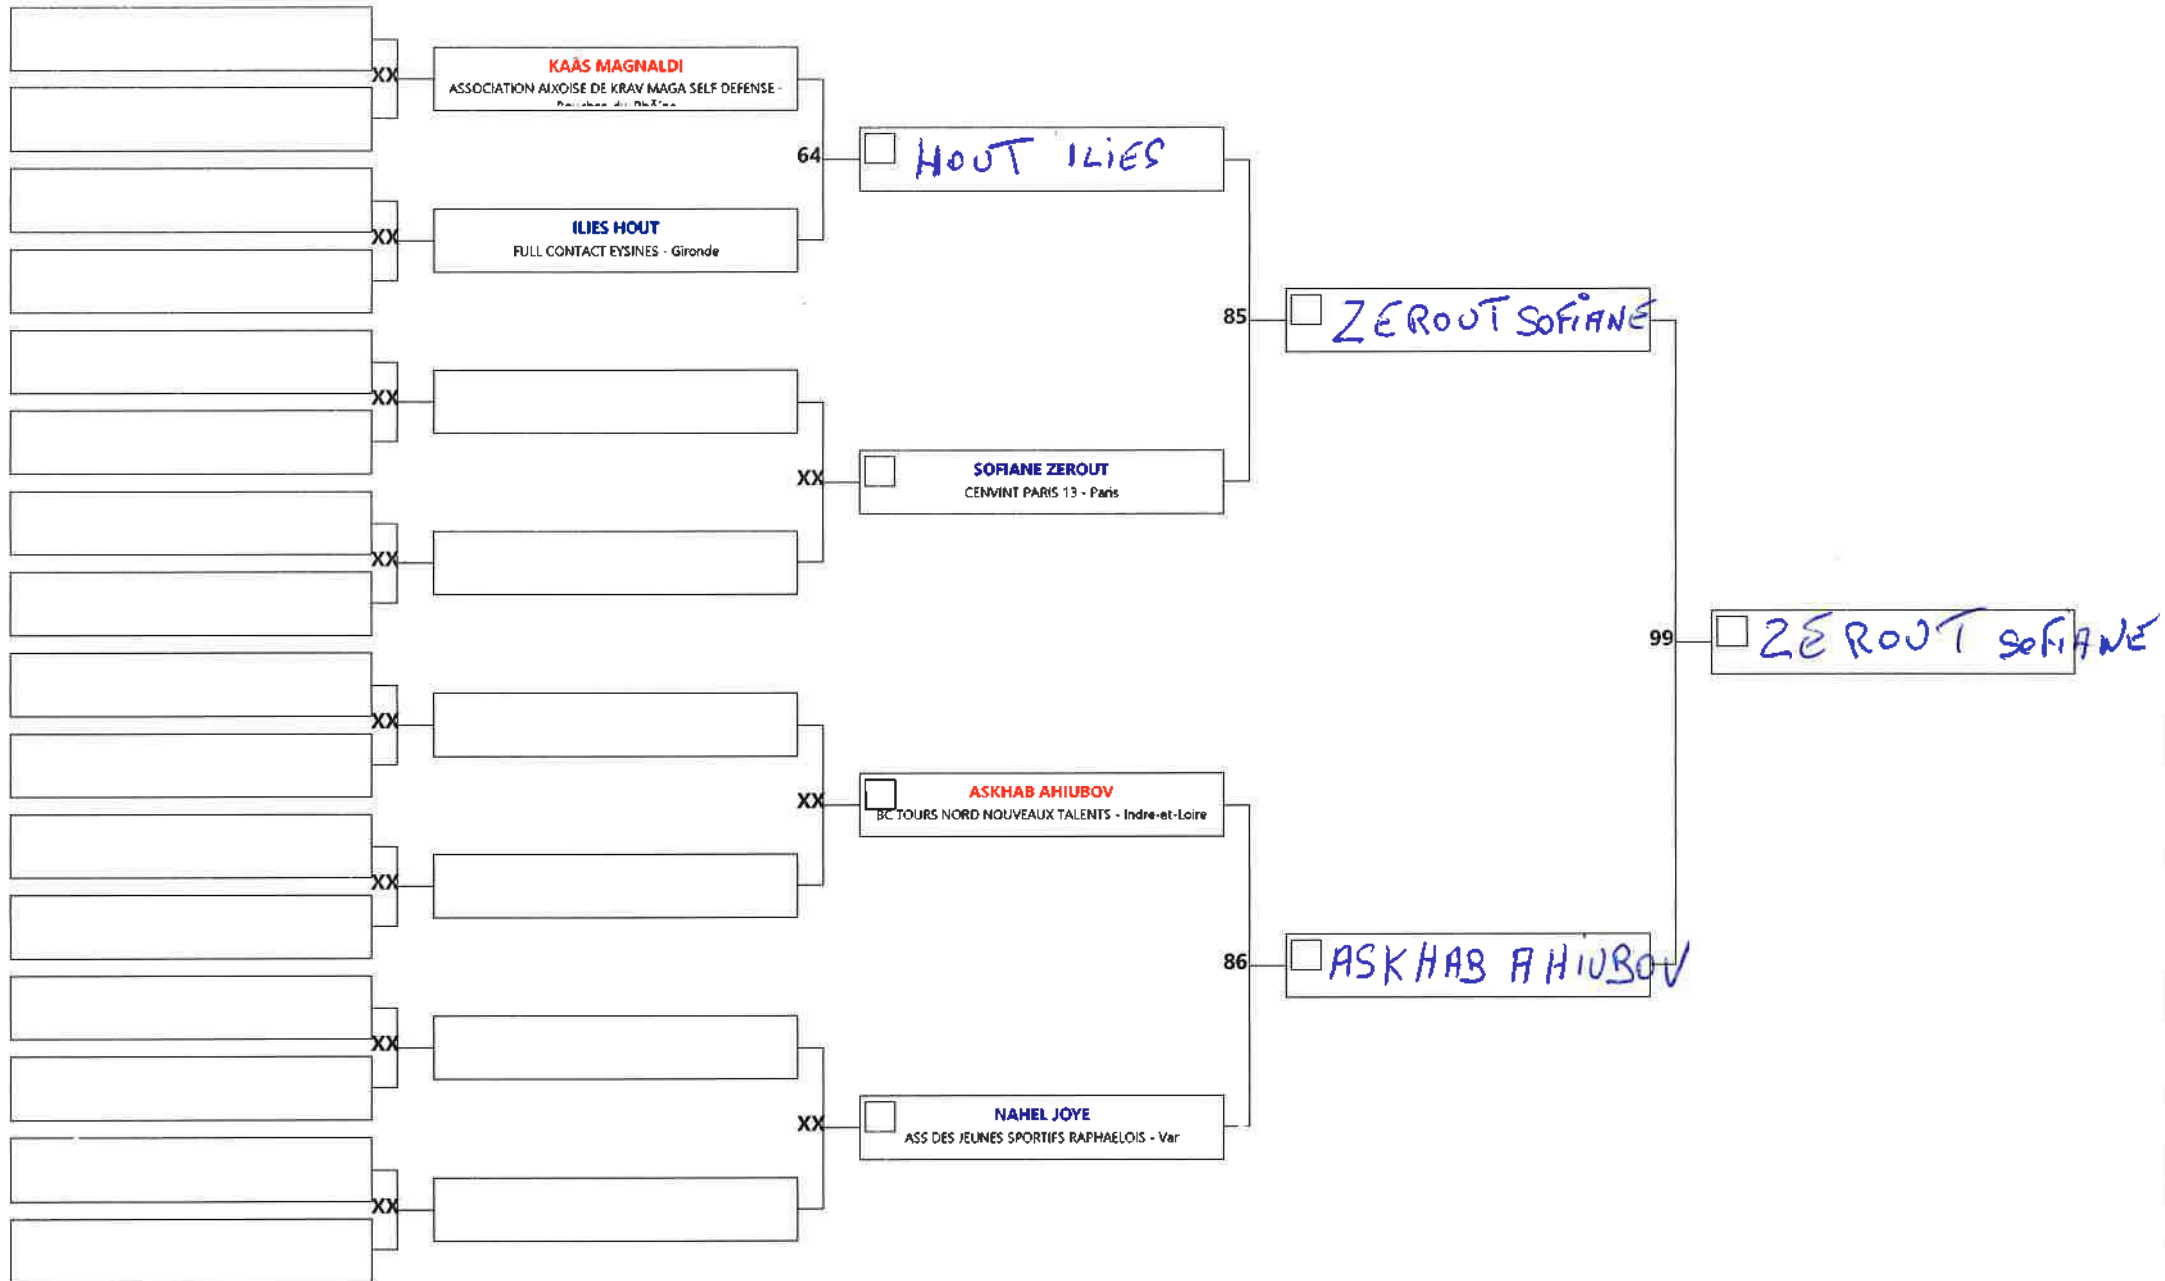 XX
KAÂS MAGNALDI
ASSOCIATION AIXOISE DE KRAV MAGA SELF DEFENSE -
64
HOUT ILIES
XX
ILIES HOUT
FULL CONTACT EYSINES - Gironde
85
ZEROUT SOFIANE
XX
XX
SOFIANE ZEROUT
CENVINT PARIS 13 - Paris
XX
99
ZEROUT SOFIANE
XX
XX
ASKHAB AHIUBOV
BC TOURS NORD NOUVEAUX TALENTS - Indre-et-Loire
XX
86
ASKHAB AHIUBOV
XX
XX
NAHEL JOYE
ASS DES JEUNES SPORTIFS RAPHAELOIS - Var
XX